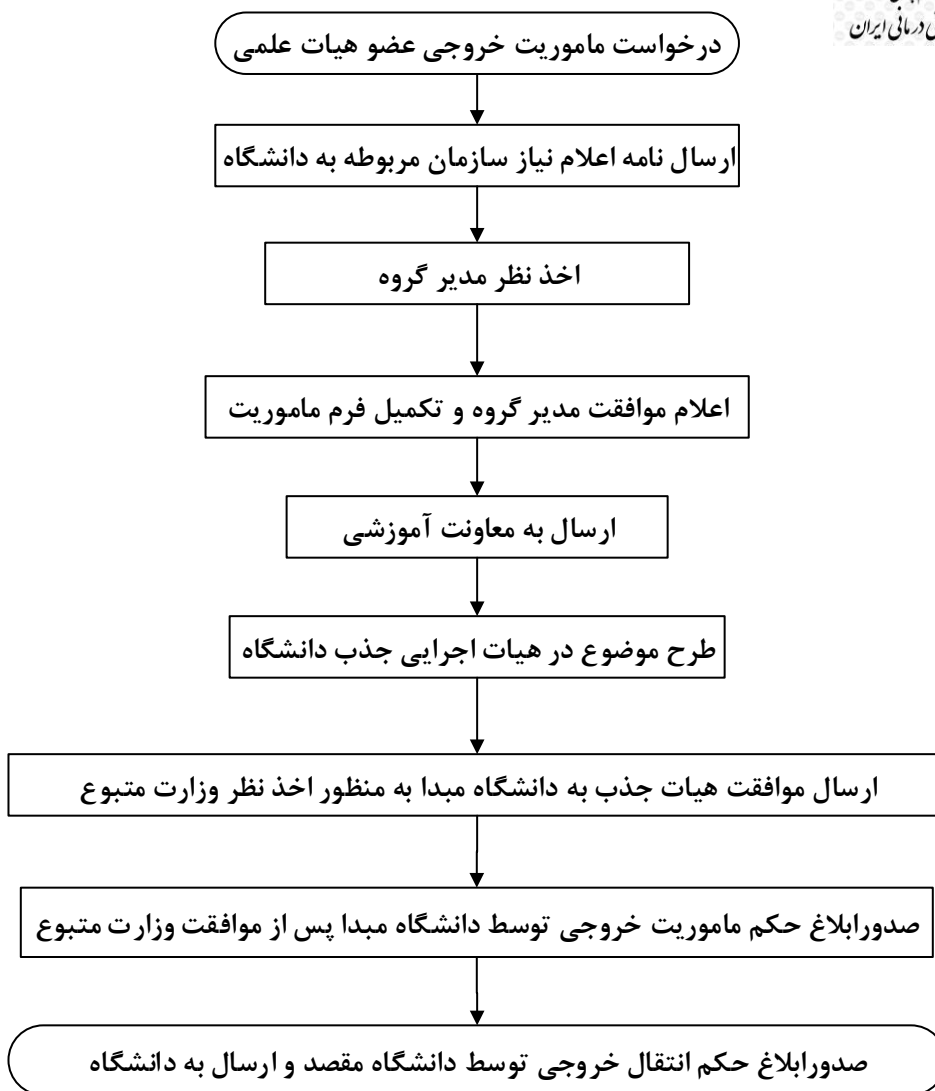 ی درمانی ایران
درخواست ماموریت خروجی عضو هیات علمی
ارسال نامه اعلام نیاز سازمان مربوطه به دانشگاه
اخذ نظر مدیر گروه
اعلام موافقت مدیر گروه و تکمیل فرم ماموریت
ارسال به معاونت آموزشی
طرح موضوع در هیات اجرایی جذب دانشگاه
ارسال موافقت هیات جذب به دانشگاه مبدا به منظور اخذ نظر وزارت متبوع
صدورابلاغ حکم ماموریت خروجی توسط دانشگاه مبدا پس از موافقت وزارت متبوع
صدورابلاغ حکم انتقال خروجی توسط دانشگاه مقصد و ارسال به دانشگاه